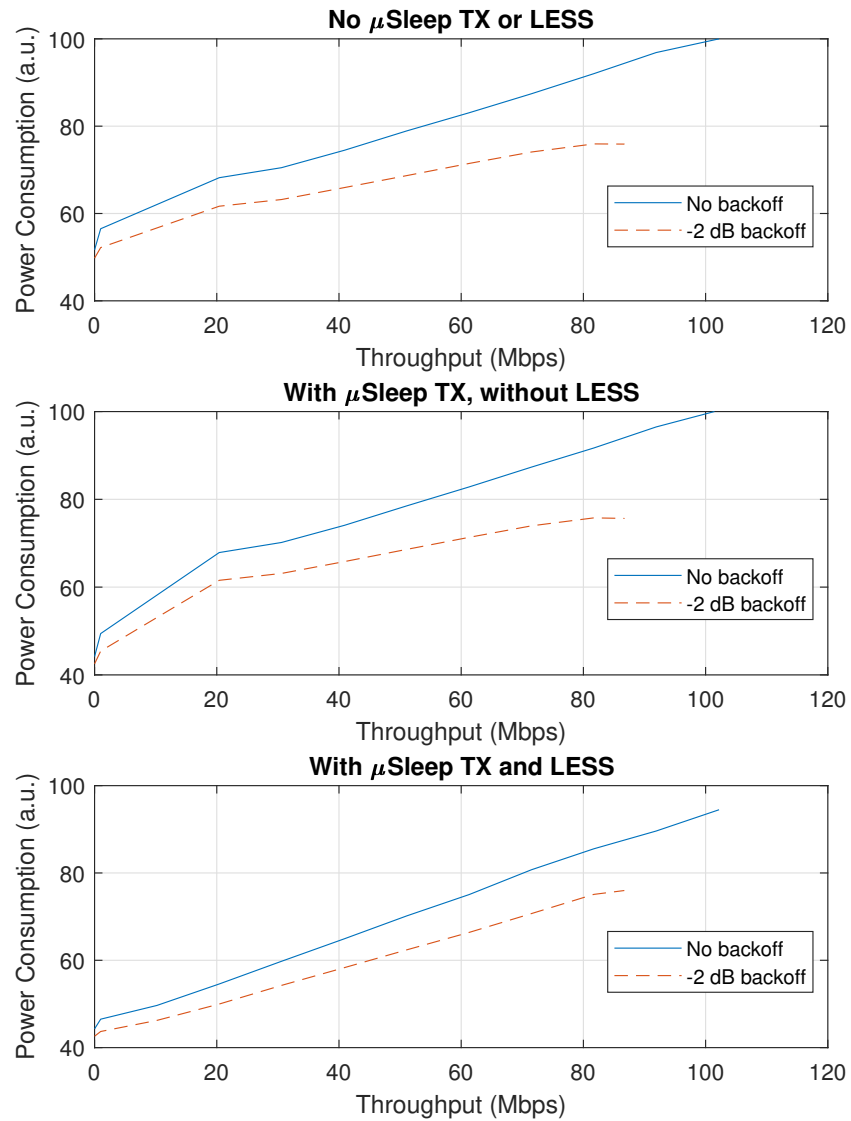 No μSleep TX or LESS
100
80
60
40
Power Consumption (a.u.)
No backoff
-2 dB backoff
0 20 40 60 80 100 120
Throughput (Mbps)
With μSleep TX, without LESS
100
80
60
40
Power Consumption (a.u.)
No backoff
-2 dB backoff
0 20 40 60 80 100 120
Throughput (Mbps)
With μSleep TX and LESS
100
80
60
40
Power Consumption (a.u.)
No backoff
-2 dB backoff
0 20 40 60 80 100 120
Throughput (Mbps)